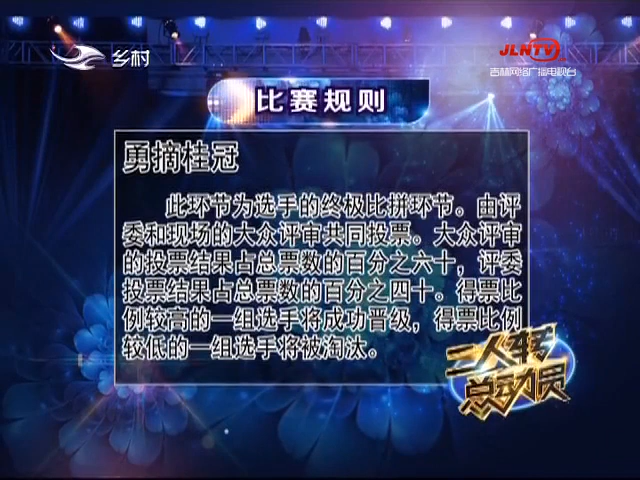 乡村
JLNTV
吉林网络广播电视台
比赛规则
勇摘桂冠
此环节为选手的终极比拼环节。由评
委和现场的大众评审共同投票。大众评审
的投票结果占总票数的百分之六十，评委
投票结果占总票数的百分之四十。得票比
例较高的一组选手将成功晋级，得票比例
较低的一组选手将被淘汰。
二人转
总动员